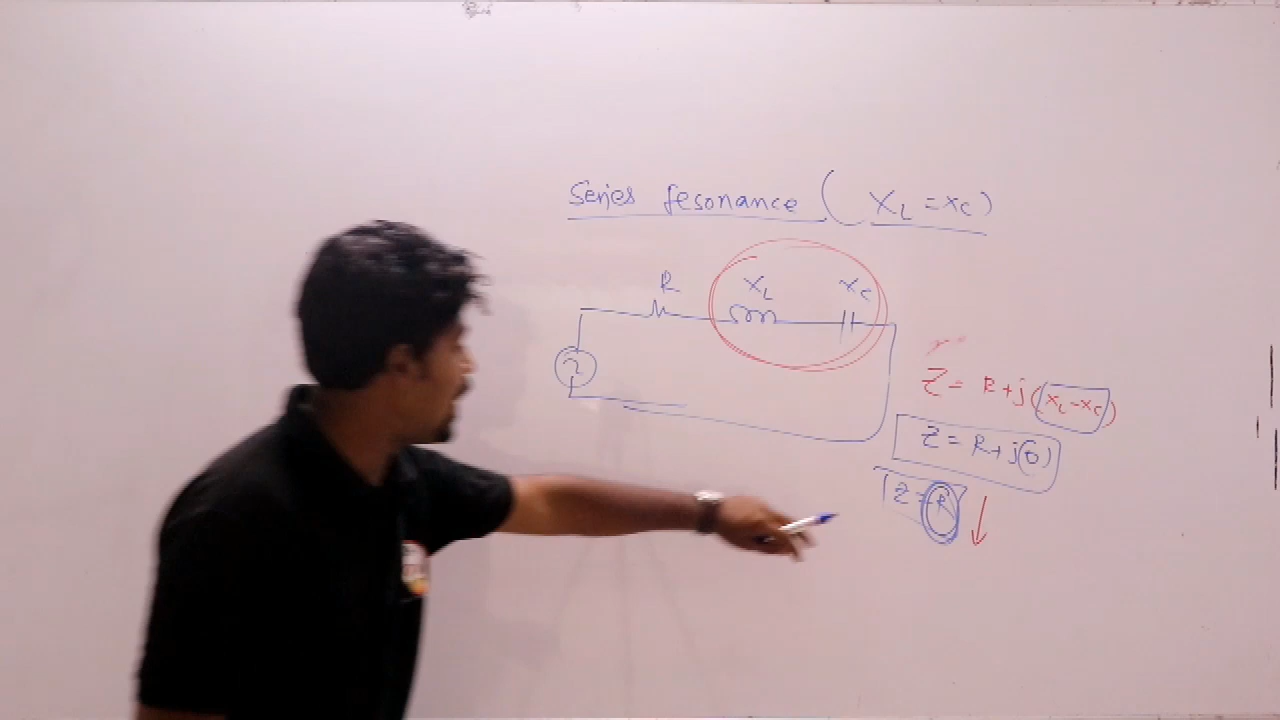 Series resonance ( XL = XC )
R XL XC
Z = R + j (XL - XC)
Z = R + j(0)
Z = R